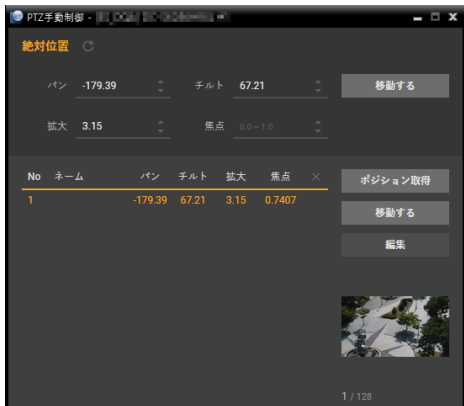 PTZ手動制御 -
絶対位置
パン -179.39 チルト 67.21 移動する
拡大 3.15 焦点 0.0~1.0
No ネーム パン チルト 拡大 焦点 ×
ポジション取得
1 -179.39 67.21 3.15 0.7407
移動する
編集
1 / 128